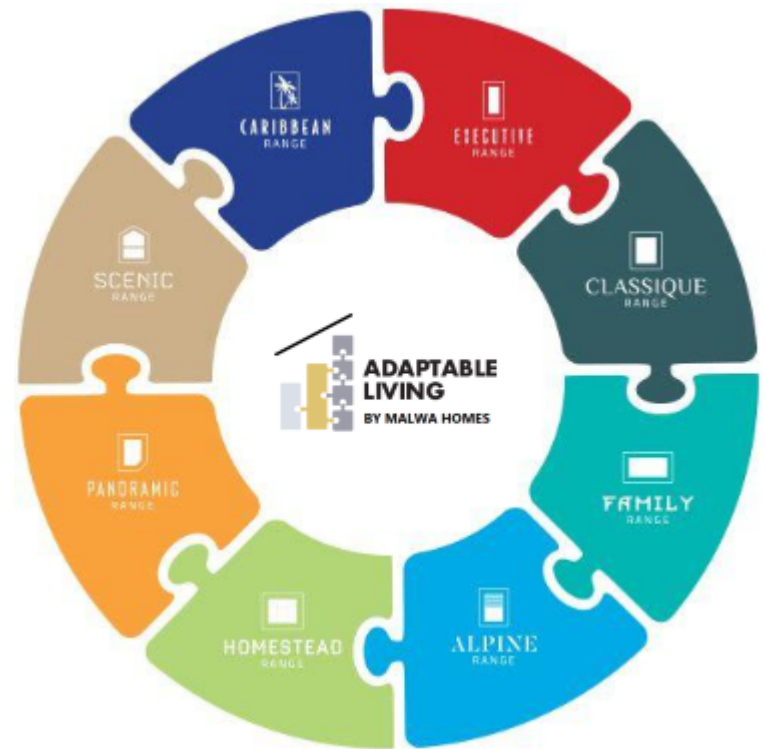 CARIBBEAN
RANGE
EXECUTIVE
RANGE
SCENIC
RANGE
CLASSIQUE
RANGE
ADAPTABLE
LIVING
BY MALWA HOMES
PANORAMIC
RANGE
FAMILY
RANGE
HOMESTEAD
RANGE
ALPINE
RANGE